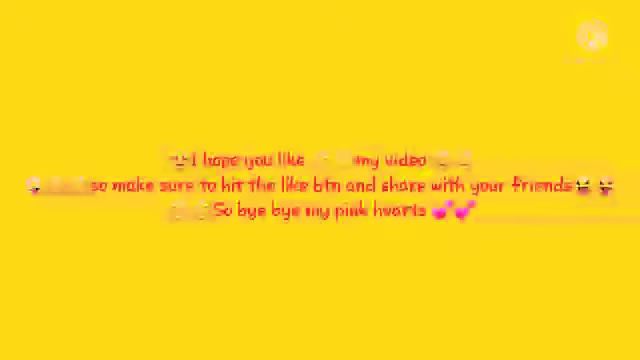 I hope you like my video
so make sure to hit the like btn and share with your friends
So bye bye my pink hearts 💕💕